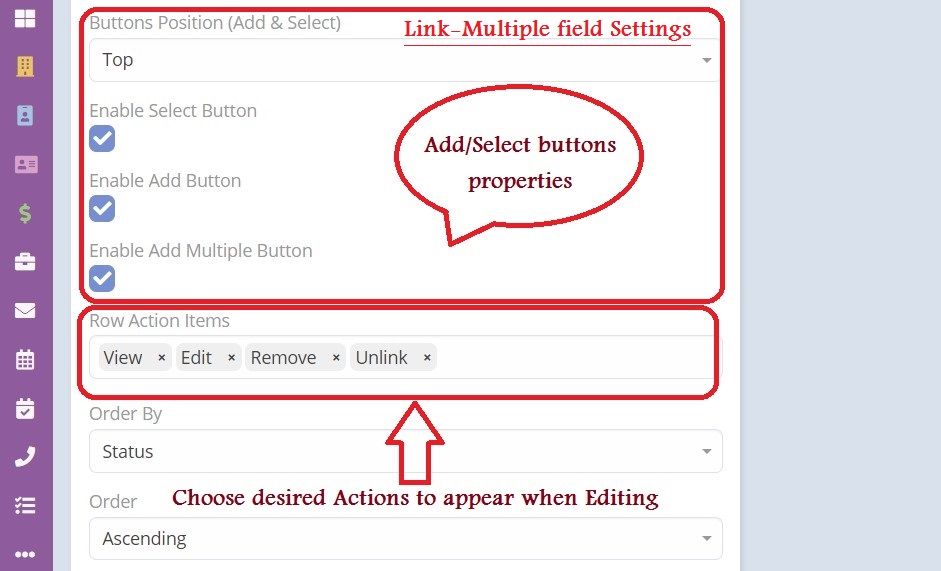 Buttons Position (Add & Select)
Link-Multiple field Settings
Top
Enable Select Button
Add/Select buttons
properties
Enable Add Button
Enable Add Multiple Button
Row Action Items
View × Edit × Remove × Unlink ×
Order By
Status
Choose desired Actions to appear when Editing
Order
Ascending